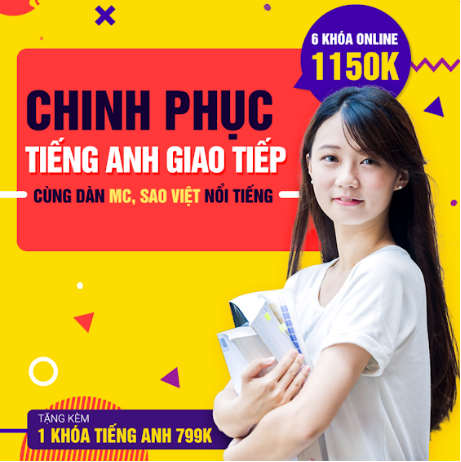 6 KHÓA ONLINE
1150K
CHINH PHỤC
TIẾNG ANH GIAO TIẾP
CÙNG DÀN MC, SAO VIỆT NỔI TIẾNG
TẶNG KÈM
1 KHÓA TIẾNG ANH 799K